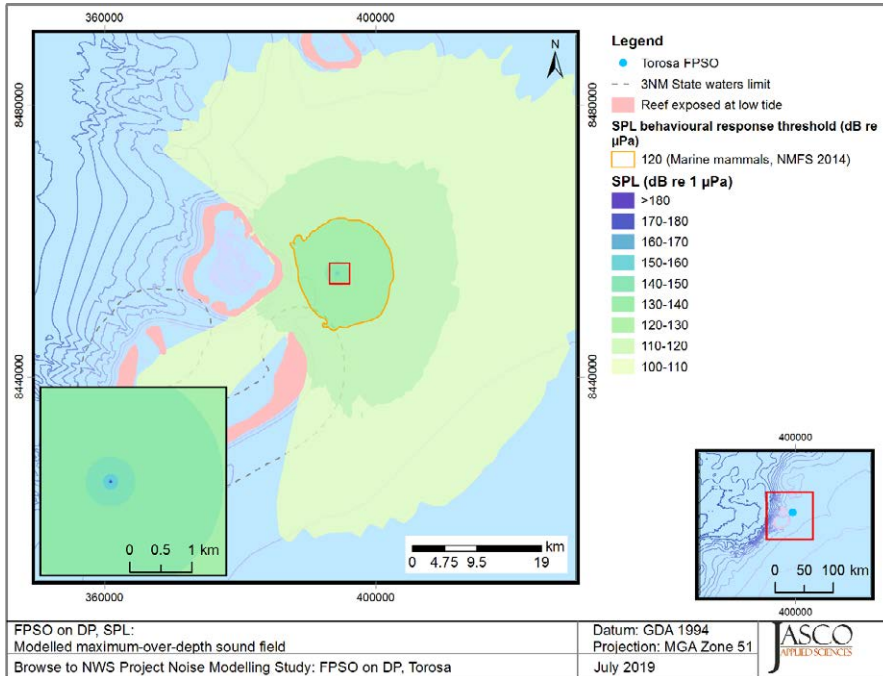 360000
400000
8480000
8480000
8440000
8440000
N
0 0.5 1 km
km
0 4.75 9.5 19
360000
400000
Legend
Torosa FPSO
3NM State waters limit
Reef exposed at low tide
SPL behavioural response threshold (dB re
µPa)
120 (Marine mammals, NMFS 2014)
SPL (dB re 1 µPa)
>180
170-180
160-170
150-160
140-150
130-140
120-130
110-120
100-110
400000
0 50 100 km
400000
FPSO on DP, SPL:
Modelled maximum-over-depth sound field
Browse to NWS Project Noise Modelling Study: FPSO on DP, Torosa
Datum: GDA 1994
Projection: MGA Zone 51
July 2019
JASCO
APPLIED SCIENCES